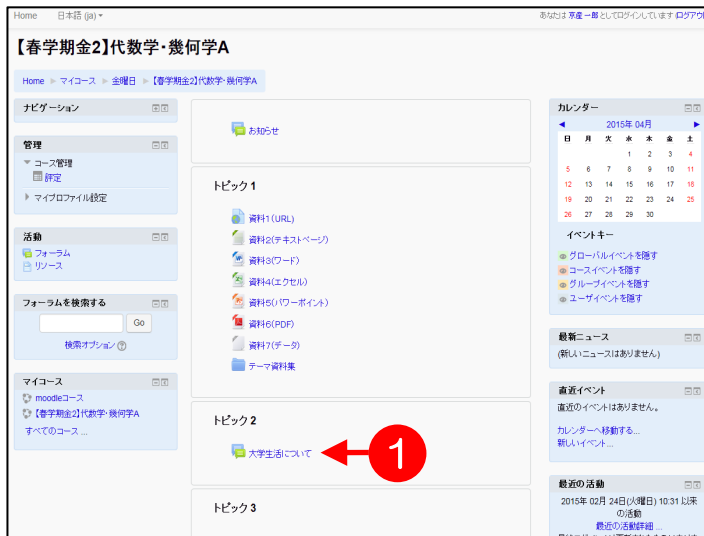 Home 日本語 (ja)
あなたは 京産 一郎 としてログインしています (ログアウト
【春学期金2】代数学・幾何学A
Home マイコース 金曜日 【春学期金2】代数学・幾何学A
ナビゲーション
管理
コース管理
評定
マイプロファイル設定
活動
フォーラム
リソース
フォーラムを検索する
Go
検索オプション
マイコース
moodleコース
【春学期金2】代数学・幾何学A
すべてのコース ...
お知らせ
トピック 1
資料1(URL)
資料2(テキストページ)
資料3(ワード)
資料4(エクセル)
資料5(パワーポイント)
資料6(PDF)
資料7(データ)
テーマ資料集
トピック 2
大学生活について
1
トピック 3
カレンダー
2015年 04月
日 月 火 水 木 金 土
1 2 3 4
5 6 7 8 9 10 11
12 13 14 15 16 17 18
19 20 21 22 23 24 25
26 27 28 29 30
イベントキー
グローバルイベントを隠す
コースイベントを隠す
グループイベントを隠す
ユーザイベントを隠す
最新ニュース
(新しいニュースはありません)
直近イベント
直近のイベントはありません。
カレンダーへ移動する...
新しいイベント...
最近の活動
2015年 02月 24日(火曜日) 10:31 以来
の活動
最近の活動詳細 ...